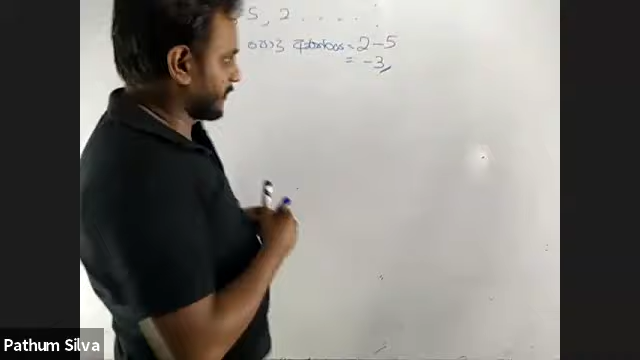 5, 2 . . . . .
පොදු අන්තරය = 2 - 5
= -3
Pathum Silva